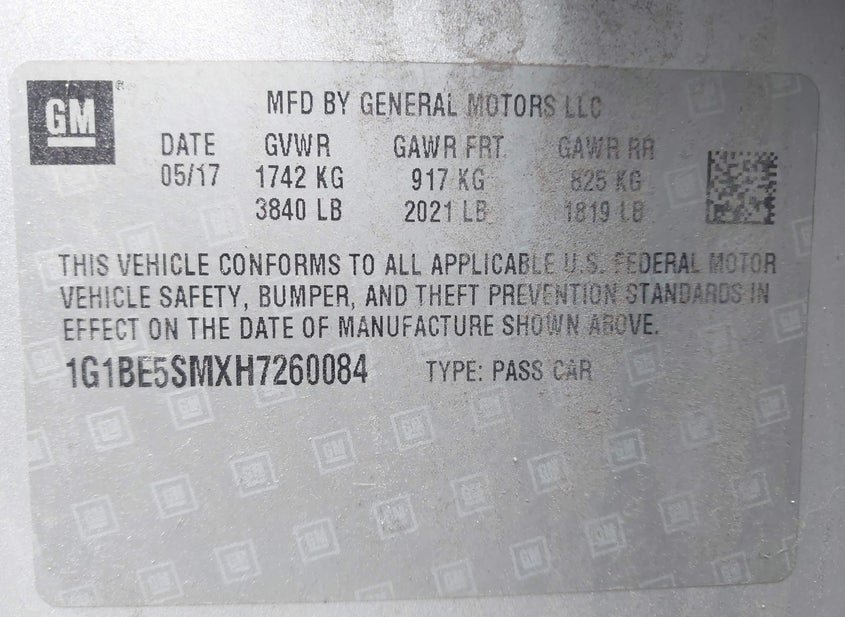 GM
MFD BY GENERAL MOTORS LLC
DATE GVWR GAWR FRT GAWR RR
05/17 1742 KG 917 KG 825 KG
3840 LB 2021 LB 1819 LB
THIS VEHICLE CONFORMS TO ALL APPLICABLE U.S. FEDERAL MOTOR
VEHICLE SAFETY, BUMPER, AND THEFT PREVENTION STANDARDS IN
EFFECT ON THE DATE OF MANUFACTURE SHOWN ABOVE.
1G1BE5SMXH7260084 TYPE: PASS CAR